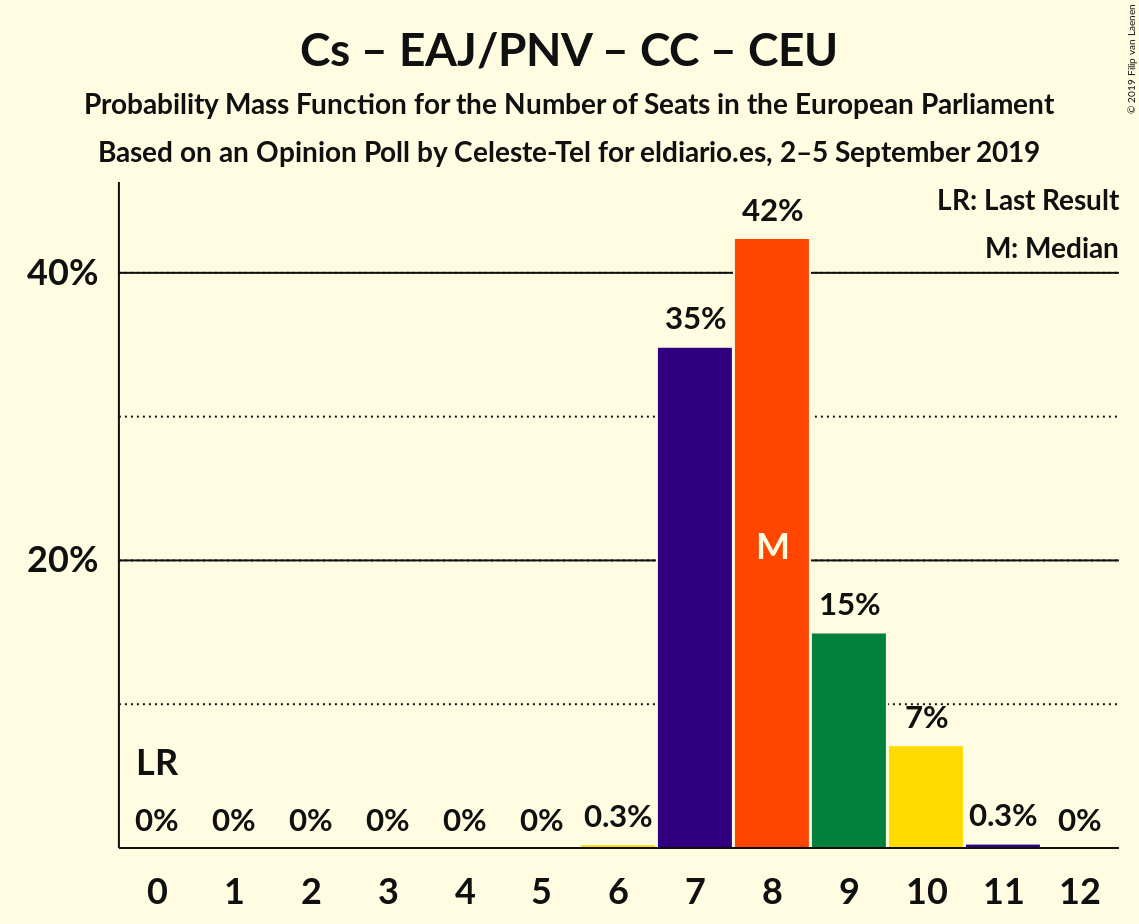 Cs – EAJ/PNV – CC – CEU
Probability Mass Function for the Number of Seats in the European Parliament
Based on an Opinion Poll by Celeste-Tel for eldiario.es, 2–5 September 2019
© 2019 Filip van Laenen
LR: Last Result
M: Median
42%
40%
35%
M
20%
15%
7%
LR
0% 0% 0% 0% 0% 0% 0.3% 0.3% 0%
0 1 2 3 4 5 6 7 8 9 10 11 12